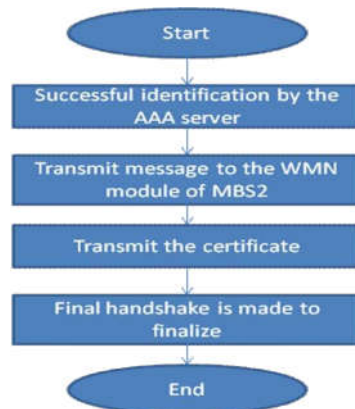 Start
Successful identification by the
AAA server
Transmit message to the WMN
module of MBS2
Transmit the certificate
Final handshake is made to
finalize
End